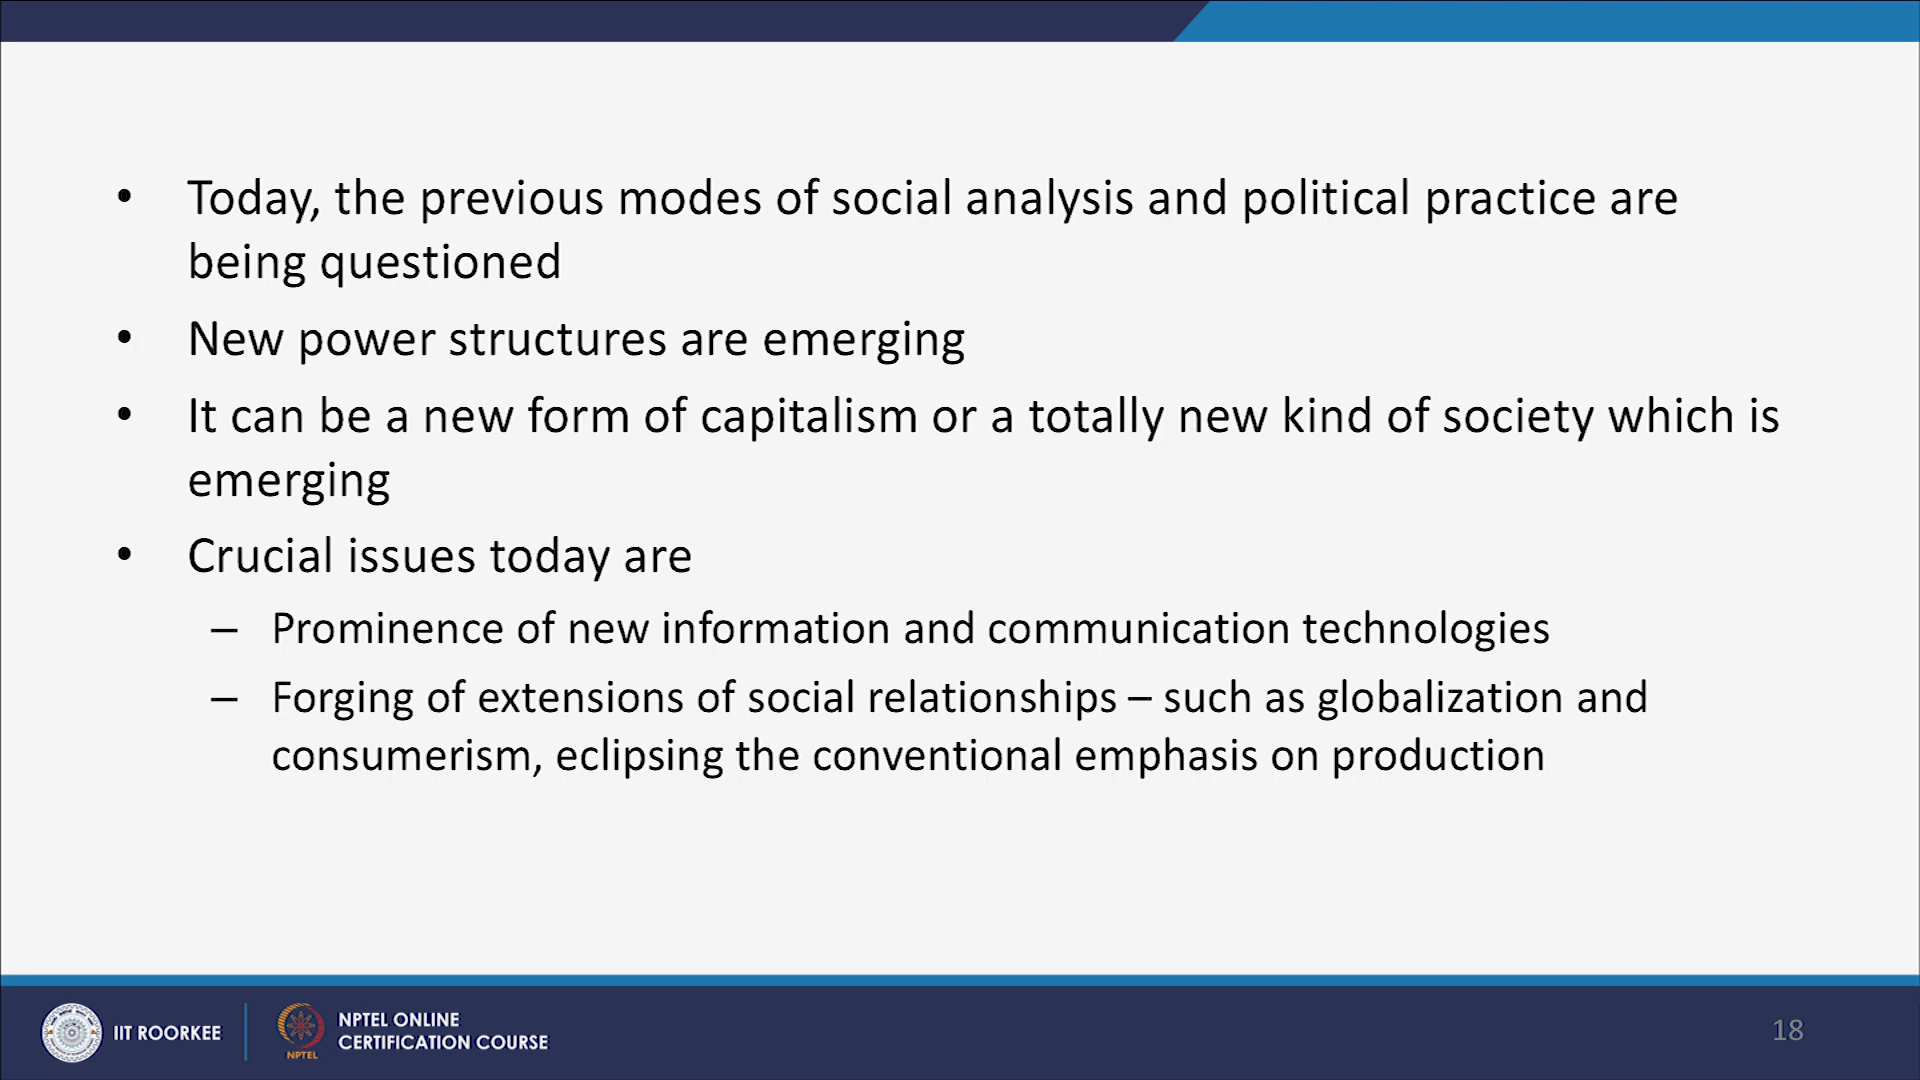 • Today, the previous modes of social analysis and political practice are
being questioned
• New power structures are emerging
• It can be a new form of capitalism or a totally new kind of society which is
emerging
• Crucial issues today are
– Prominence of new information and communication technologies
– Forging of extensions of social relationships – such as globalization and
consumerism, eclipsing the conventional emphasis on production
IIT ROORKEE
NPTEL
NPTEL ONLINE
CERTIFICATION COURSE
18